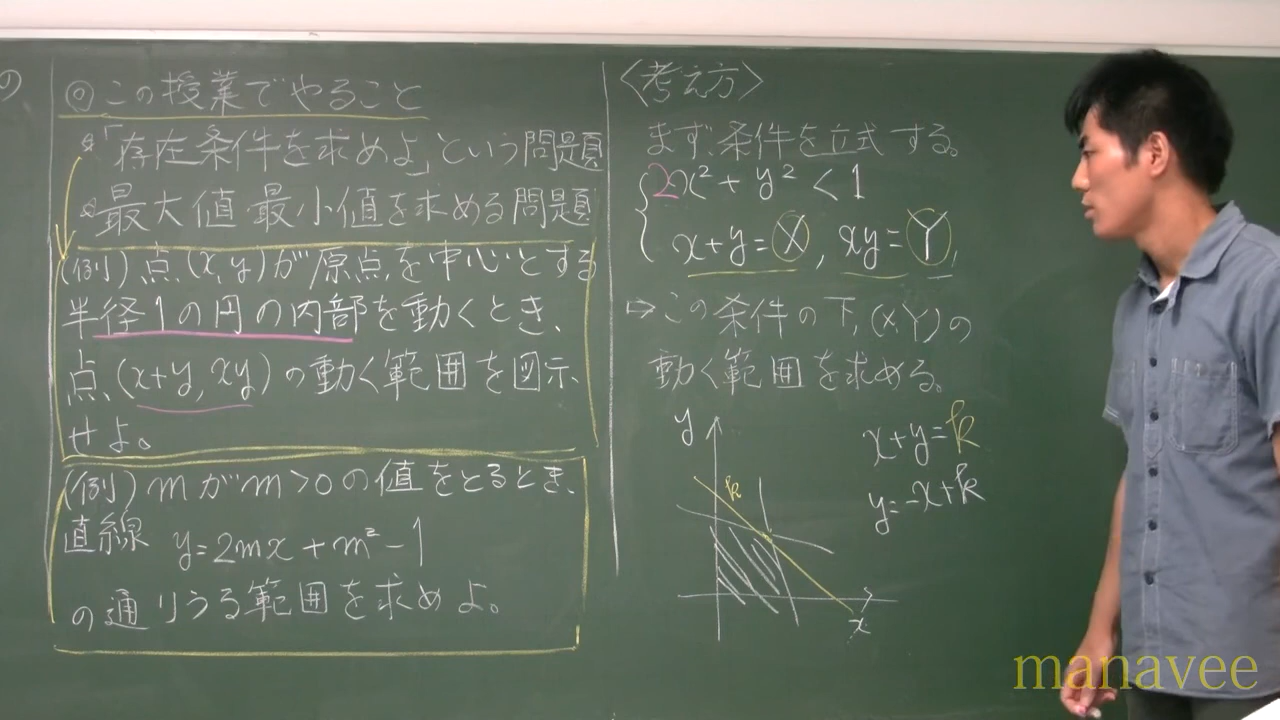 の
◎この授業でやること
「存在条件を求めよ」という問題
最大値・最小値を求める問題
(例)点(x,y)が原点を中心とする
半径1の円の内部を動くとき、
点(x+y, xy)の動く範囲を図示
せよ。
(例)mがm>0の値をとるとき、
直線 y=2mx+m²-1
の通りうる範囲を求めよ。
〈考え方〉
まず、条件を立式する。
2x²+y²<1
x+y=X, xy=Y,
⇨この条件の下、(X,Y)の
動く範囲を求める。
y
k
x
x+y=k
y=-x+k
manavee